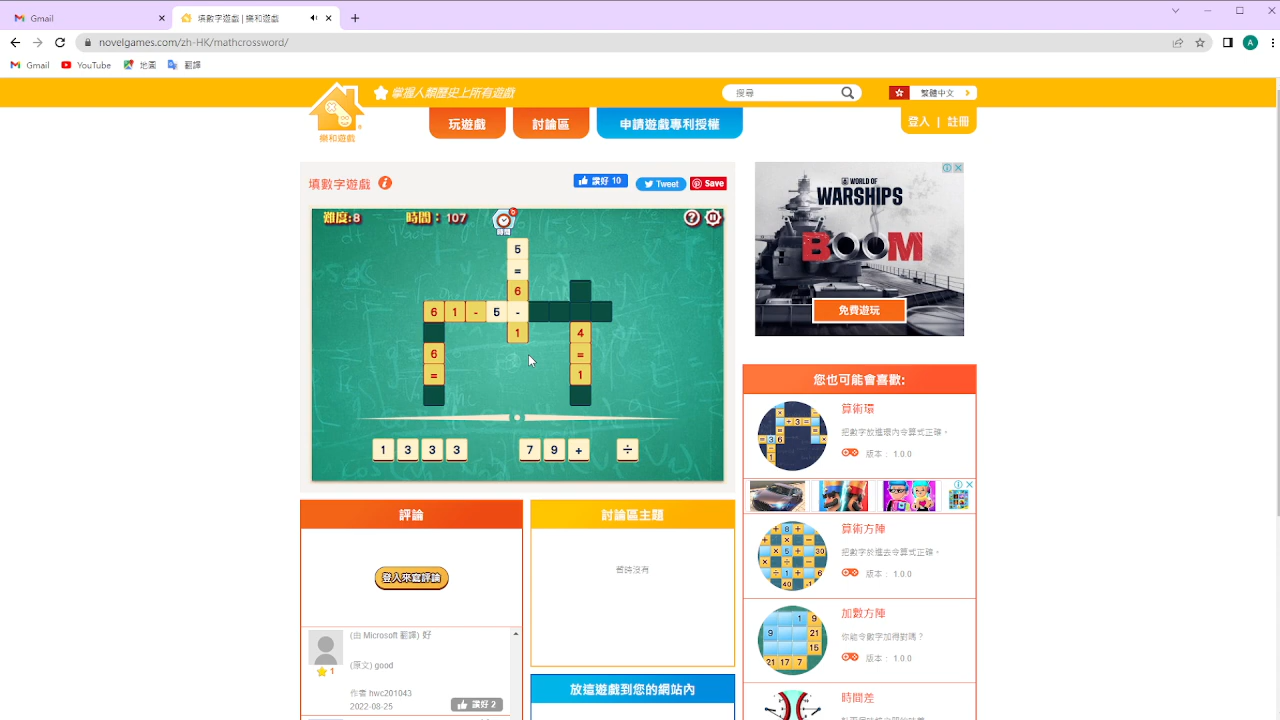 Gmail
填數字遊戲 | 樂和遊戲
novelgames.com/zh-HK/mathcrossword/
A
Gmail
YouTube
地圖
翻譯
掌握人類歷史上所有遊戲
搜尋
繁體中文
樂和遊戲
玩遊戲
討論區
申請遊戲專利授權
登入 | 註冊
填數字遊戲
讚好 10
Tweet
Save
難度:8
時間：107
5
=
6
6 1 - 5 -
1
4
6
=
=
1
1 3 3 3 7 9 + ÷
WORLD OF
WARSHIPS
BOOM
免費遊玩
您也可能會喜歡:
算術環
把數字放進環內令算式正確。
版本： 1.0.0
算術方陣
把數字放進去令算式正確。
版本： 1.0.0
加數方陣
你能令數字加得對嗎？
版本： 1.0.0
時間差
評論
登入來寫評論
(由 Microsoft 翻譯) 好
(原文) good
1
作者 hwc201043
2022-08-25
讚好 2
討論區主題
暫時沒有
放這遊戲到您的網站內